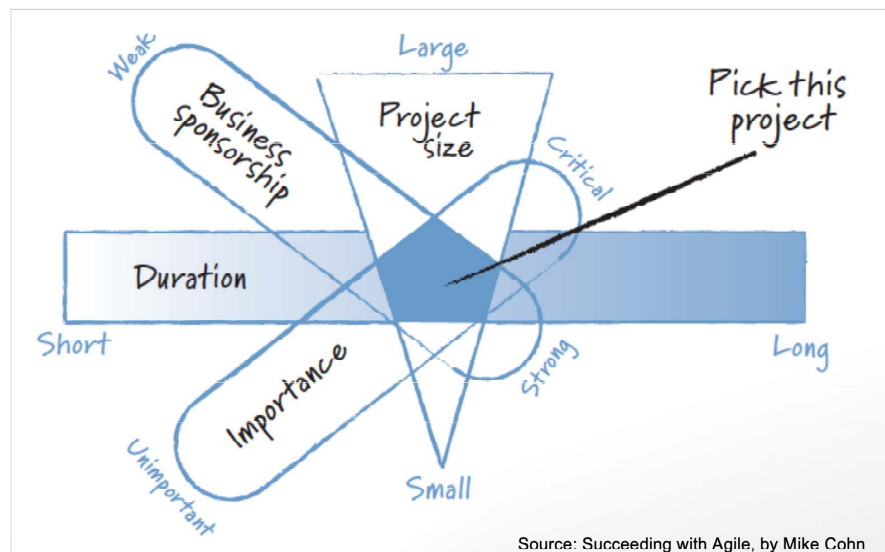 Weak
Large
Business
sponsorship
Project
size
Pick this
project
Critical
Duration
Short
Long
Importance
Strong
Unimportant
Small
Source: Succeeding with Agile, by Mike Cohn